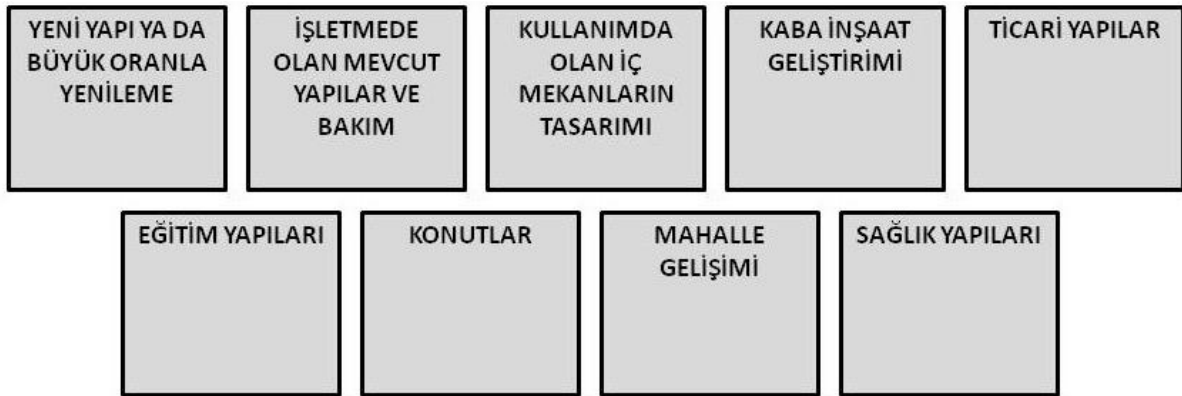 YENİ YAPI YA DA
BÜYÜK ORANLA
YENİLEME
İŞLETMEDE
OLAN MEVCUT
YAPILAR VE
BAKIM
KULLANIMDA
OLAN İÇ
MEKANLARIN
TASARIMI
KABA İNŞAAT
GELİŞTİRİMİ
TİCARİ YAPILAR
EĞİTİM YAPILARI
KONUTLAR
MAHALLE
GELİŞİMİ
SAĞLIK YAPILARI